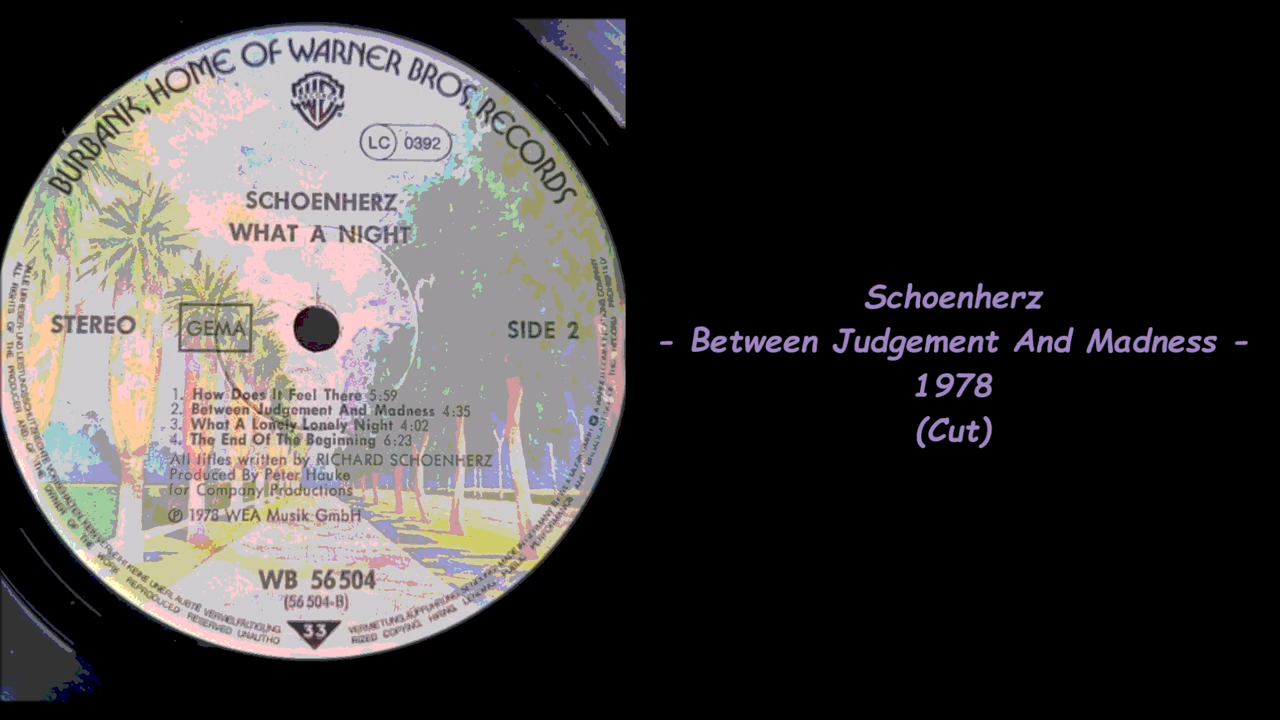 BURBANK, HOME OF WARNER BROS. RECORDS
RECORDS
LC 0392
SCHOENHERZ
WHAT A NIGHT
STEREO
GEMA
SIDE 2
1. How Does It Feel There 5:59
2. Between Judgement And Madness 4:35
3. What A Lonely Lonely Night 4:02
4. The End Of The Beginning 6:23
All titles written by RICHARD SCHOENHERZ
Produced By Peter Hauke
for Company Productions
℗ 1978 WEA Musik GmbH
WB 56 504
(56 504-B)
33
Schoenherz
- Between Judgement And Madness -
1978
(Cut)